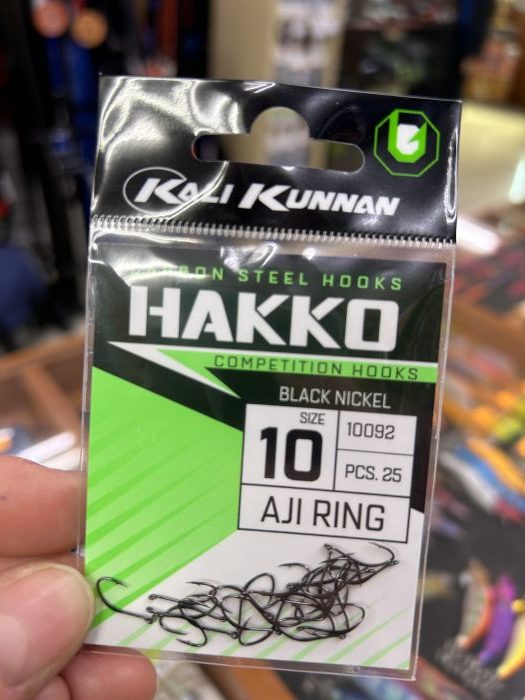 KALI KUNNAN
CARBON STEEL HOOKS
HAKKO
COMPETITION HOOKS
BLACK NICKEL
SIZE
10
10092
PCS. 25
AJI RING